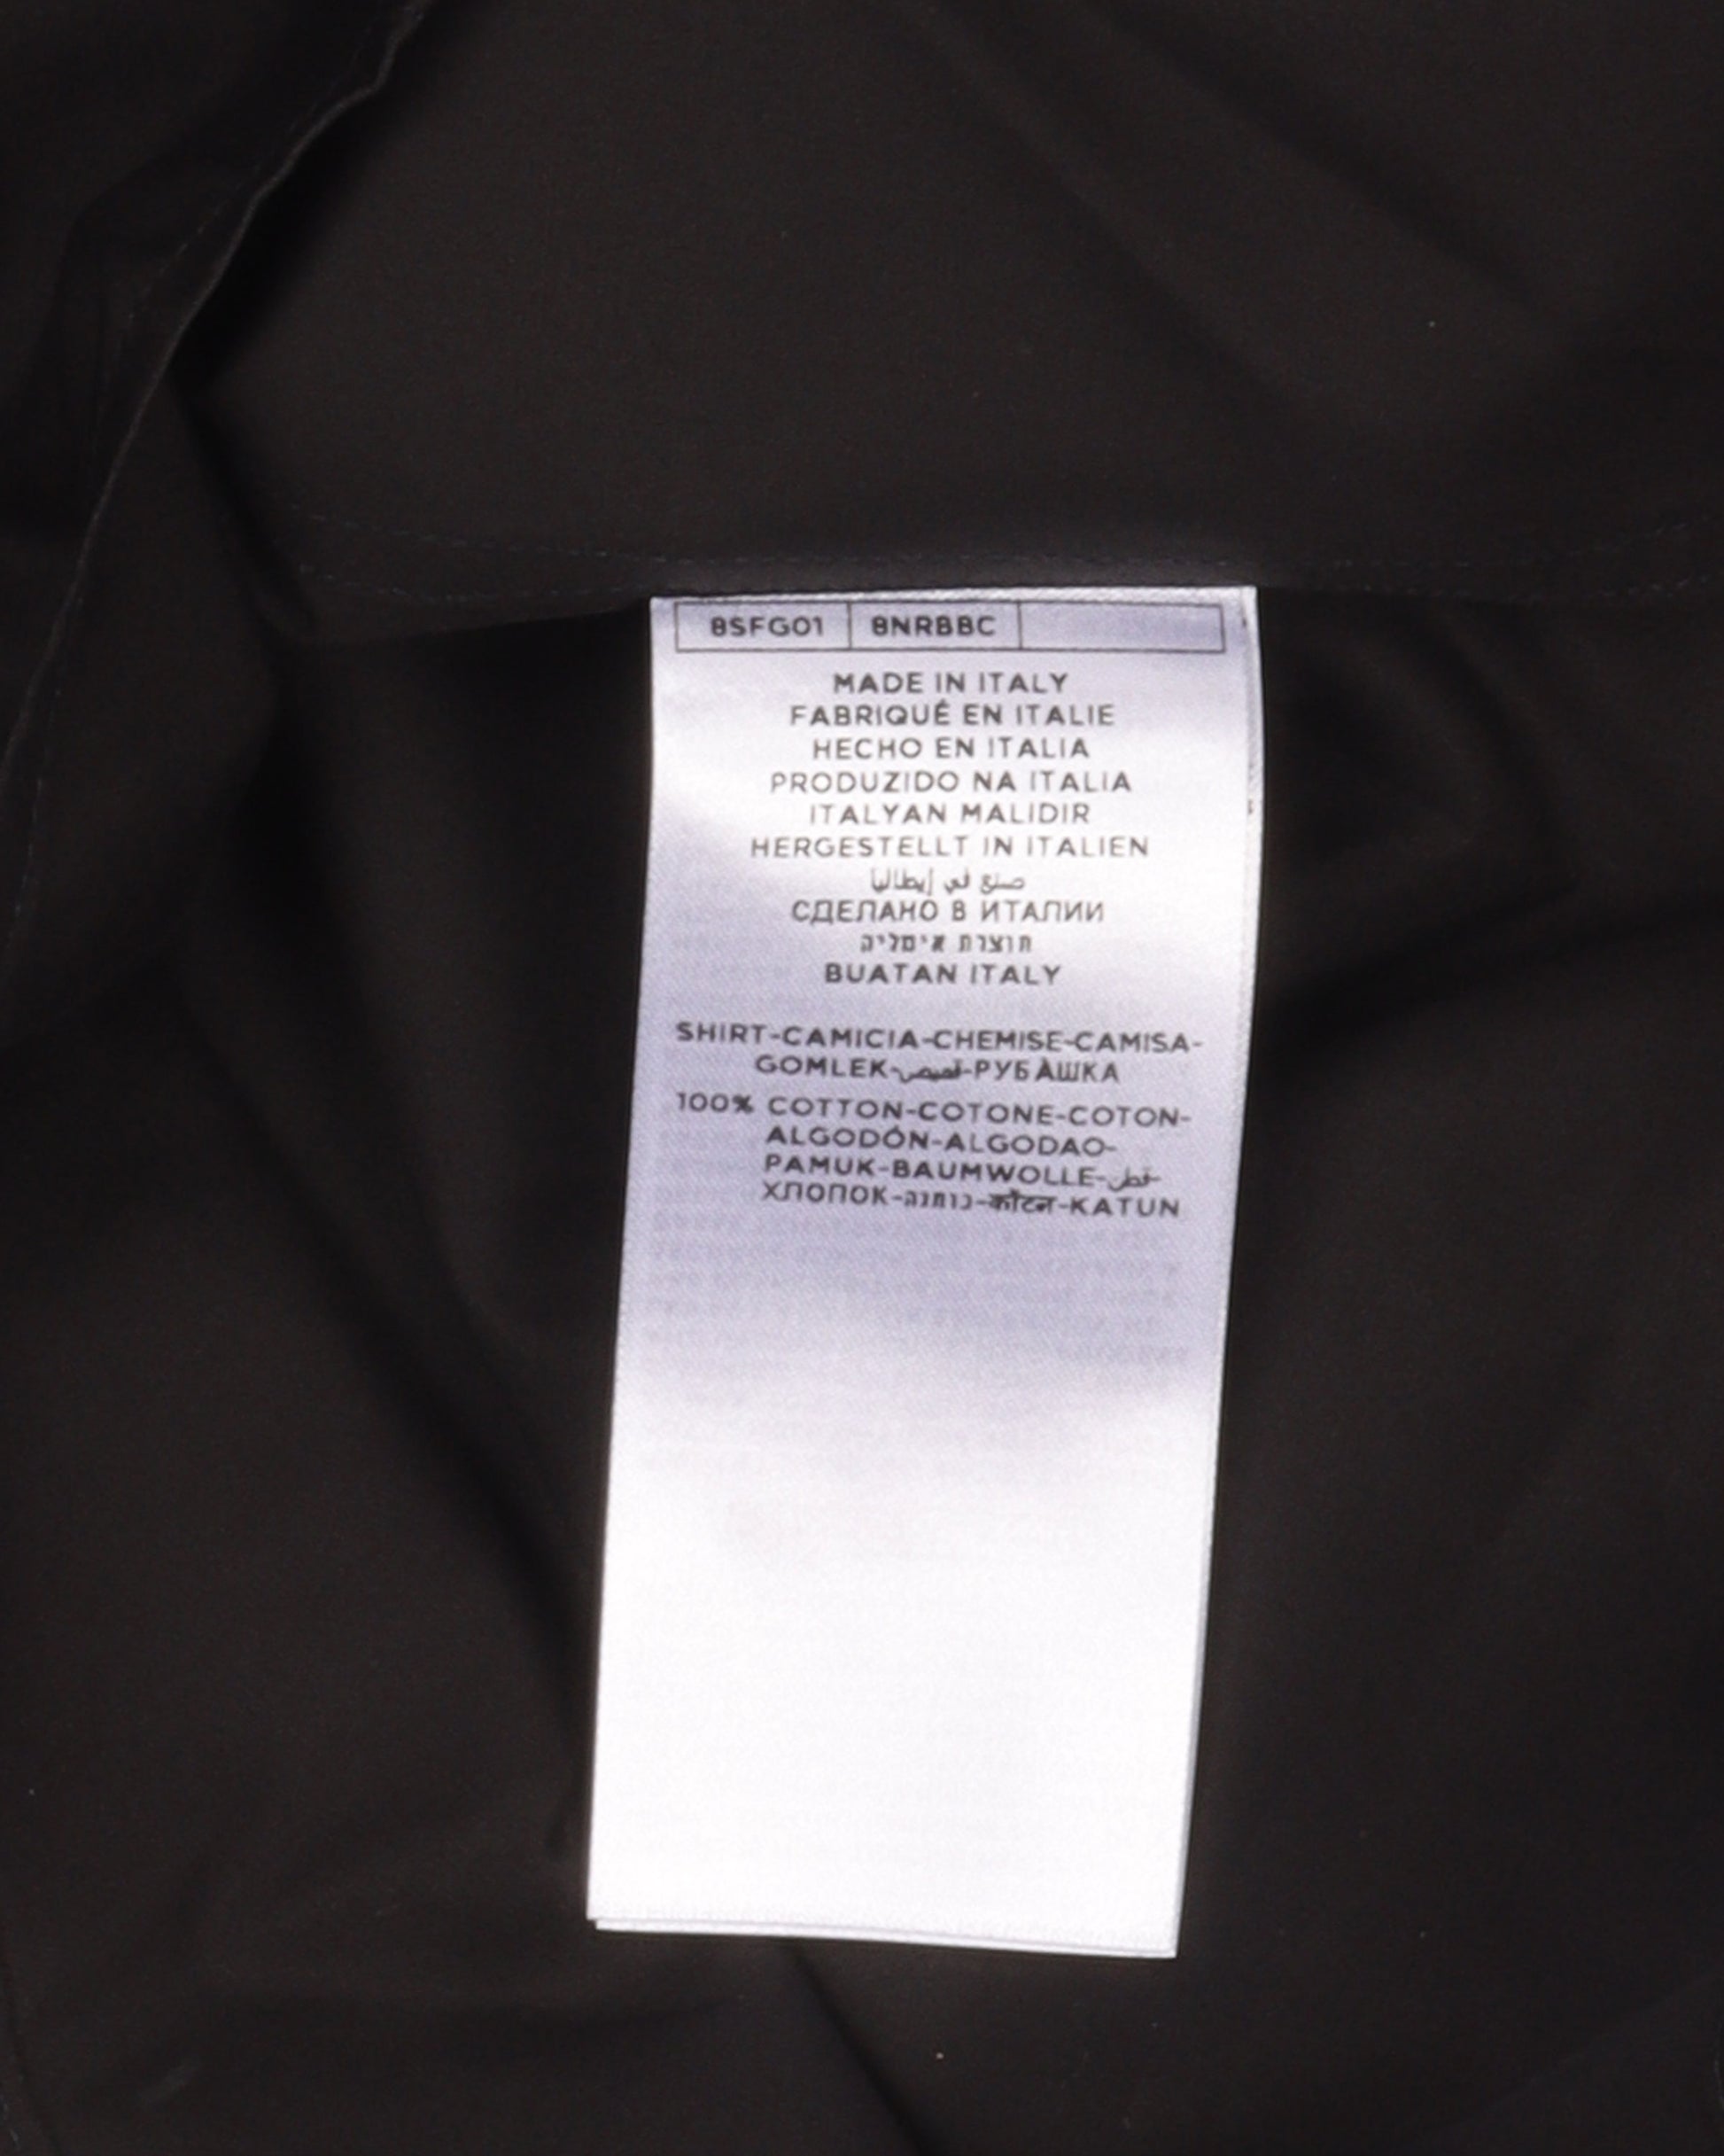 8SFG01 8NRBBC
MADE IN ITALY
FABRIQUÉ EN ITALIE
HECHO EN ITALIA
PRODUZIDO NA ITALIA
ITALYAN MALIDIR
HERGESTELLT IN ITALIEN
صنع في إيطاليا
СДЕЛАНО В ИТАЛИИ
תוצרת איטליה
BUATAN ITALY
SHIRT-CAMICIA-CHEMISE-CAMISA-
GOMLEK-قميص-РУБÀШКА
100% COTTON-COTONE-COTON-
ALGODÓN-ALGODAO-
PAMUK-BAUMWOLLE-قطن-
ХЛОПОК-כותנה-कॉटन-KATUN